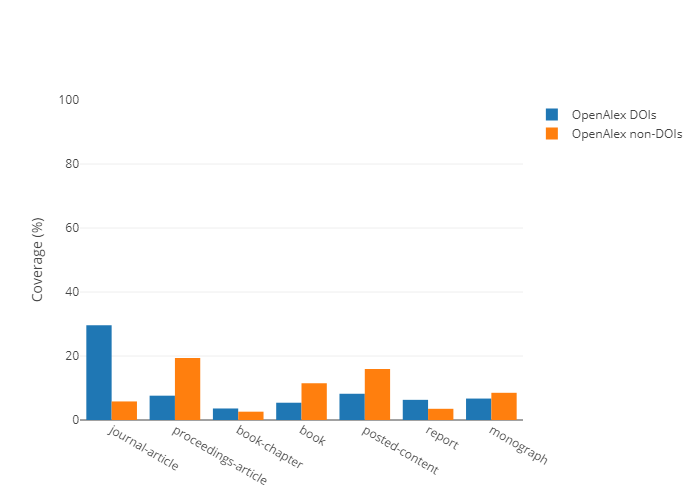 100
80
60
40
20
0
Coverage (%)
journal-article
proceedings-article
book-chapter
book
posted-content
report
monograph
OpenAlex DOIs
OpenAlex non-DOIs